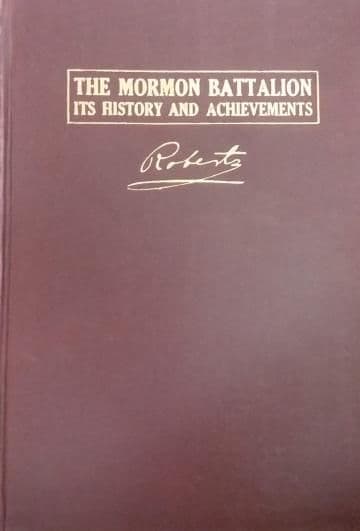 THE MORMON BATTALION
ITS HISTORY AND ACHIEVEMENTS
Roberts